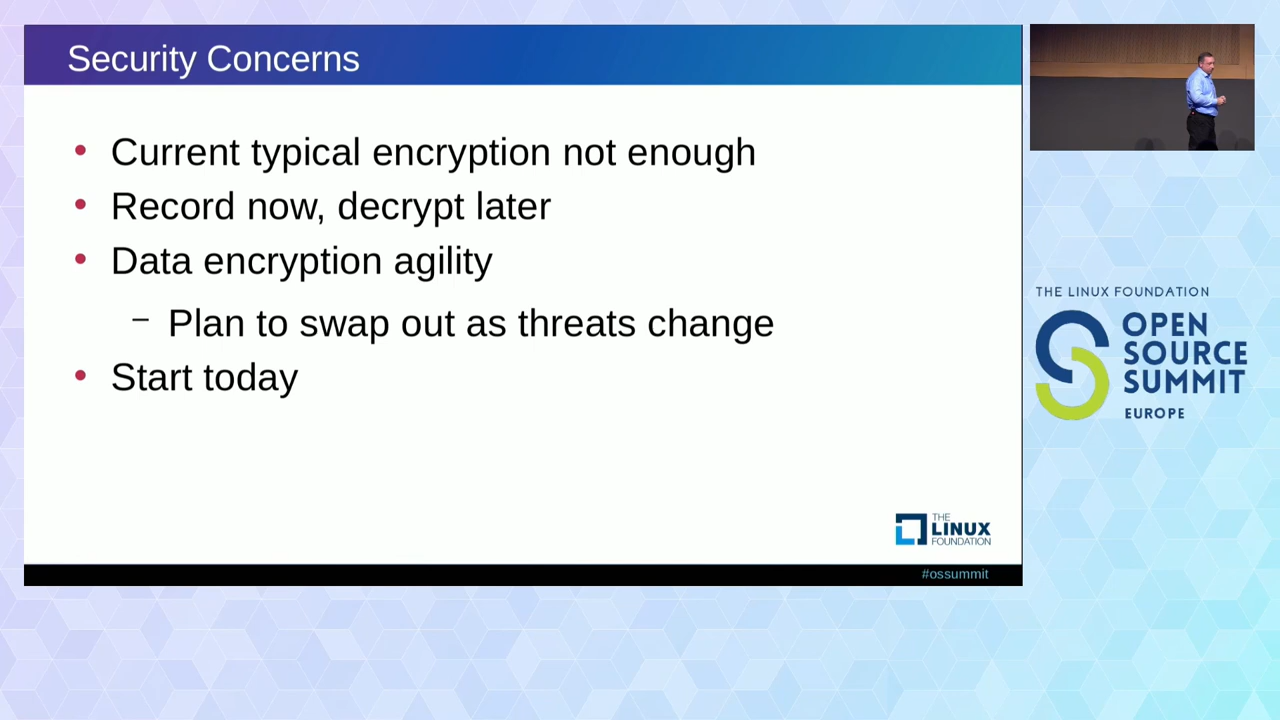 Security Concerns
• Current typical encryption not enough
• Record now, decrypt later
• Data encryption agility
– Plan to swap out as threats change
• Start today
THE
LINUX
FOUNDATION
#ossummit
THE LINUX FOUNDATION
OPEN
SOURCE
SUMMIT
EUROPE